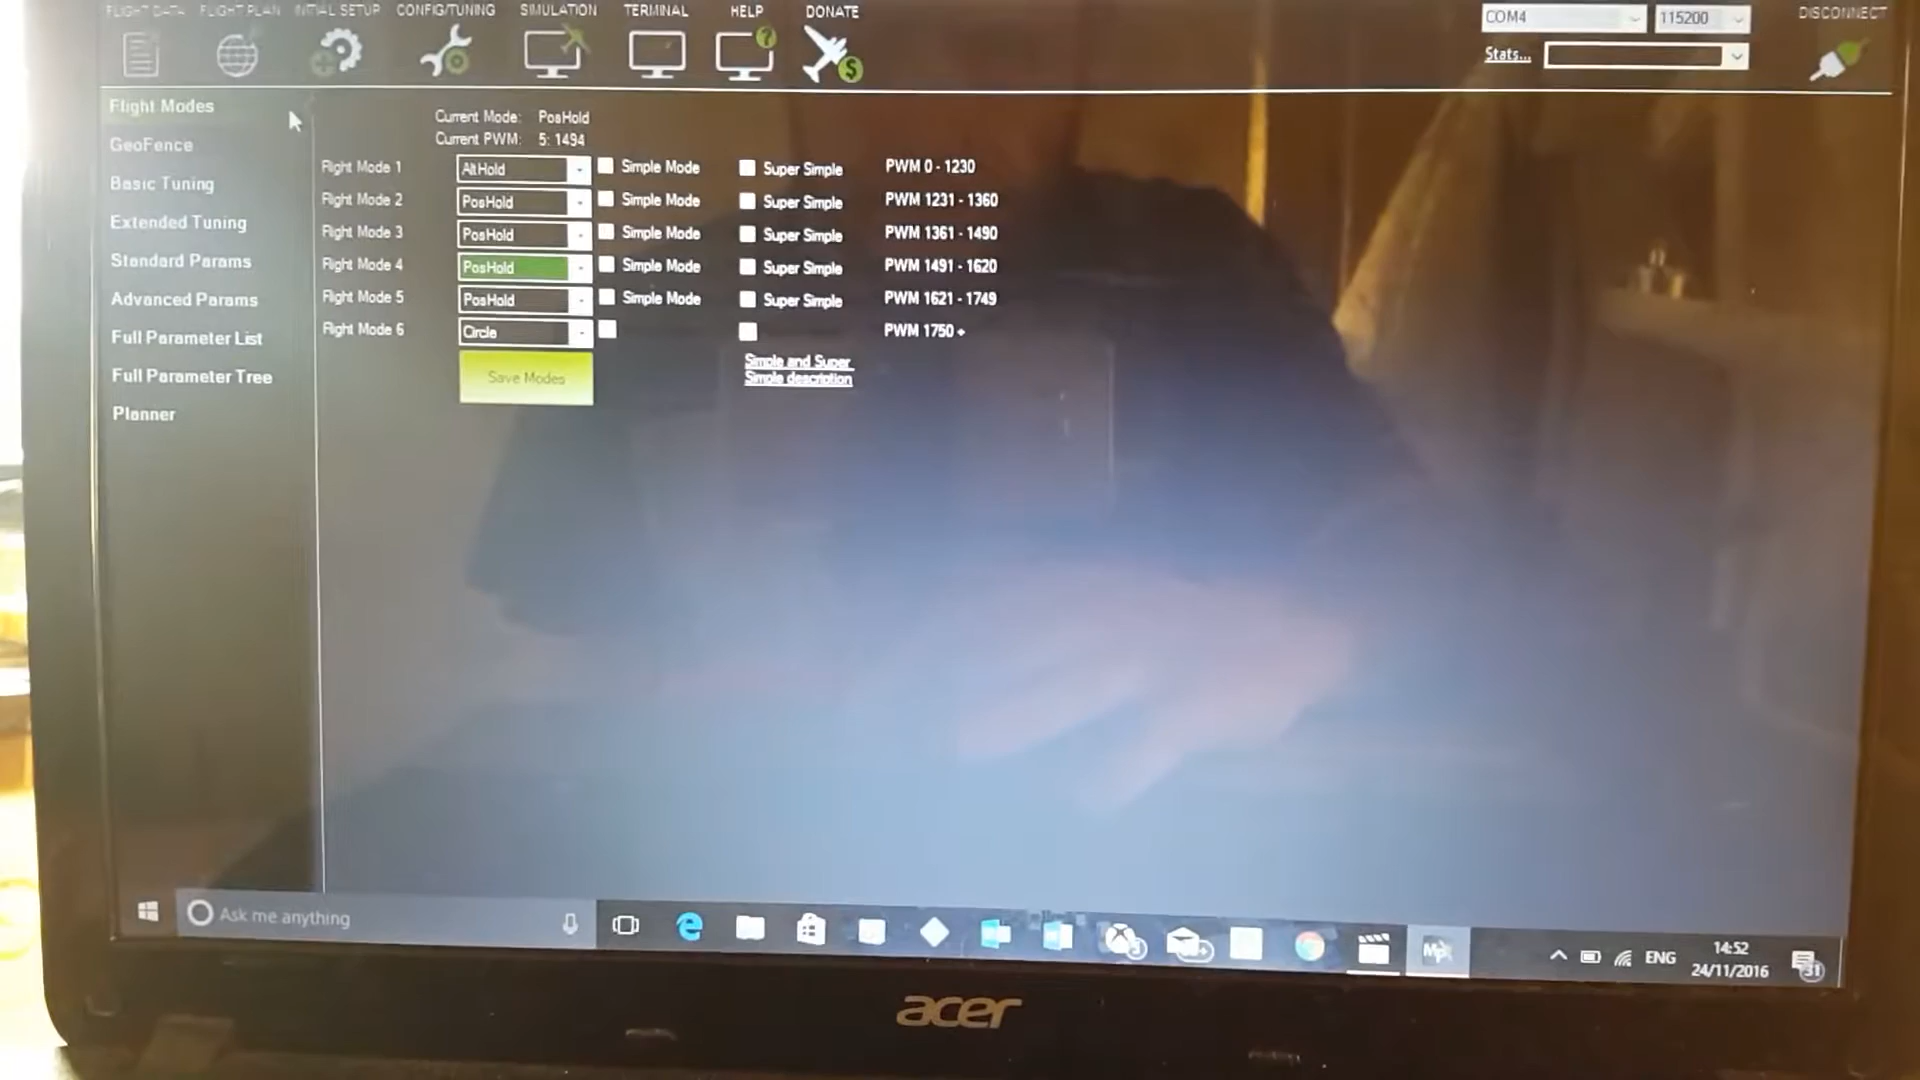 FLIGHT DATA FLIGHT PLAN INITIAL SETUP CONFIG/TUNING SIMULATION TERMINAL HELP DONATE
COM4 115200 DISCONNECT
Stats...
Flight Modes
GeoFence
Basic Tuning
Extended Tuning
Standard Params
Advanced Params
Full Parameter List
Full Parameter Tree
Planner
Current Mode: PosHold
Current PWM: 5: 1494
Flight Mode 1 AltHold Simple Mode Super Simple PWM 0 - 1230
Flight Mode 2 PosHold Simple Mode Super Simple PWM 1231 - 1360
Flight Mode 3 PosHold Simple Mode Super Simple PWM 1361 - 1490
Flight Mode 4 PosHold Simple Mode Super Simple PWM 1491 - 1620
Flight Mode 5 PosHold Simple Mode Super Simple PWM 1621 - 1749
Flight Mode 6 Circle PWM 1750 +
Save Modes
Simple and Super
Simple description
Ask me anything
ENG
14:52
24/11/2016
31
acer